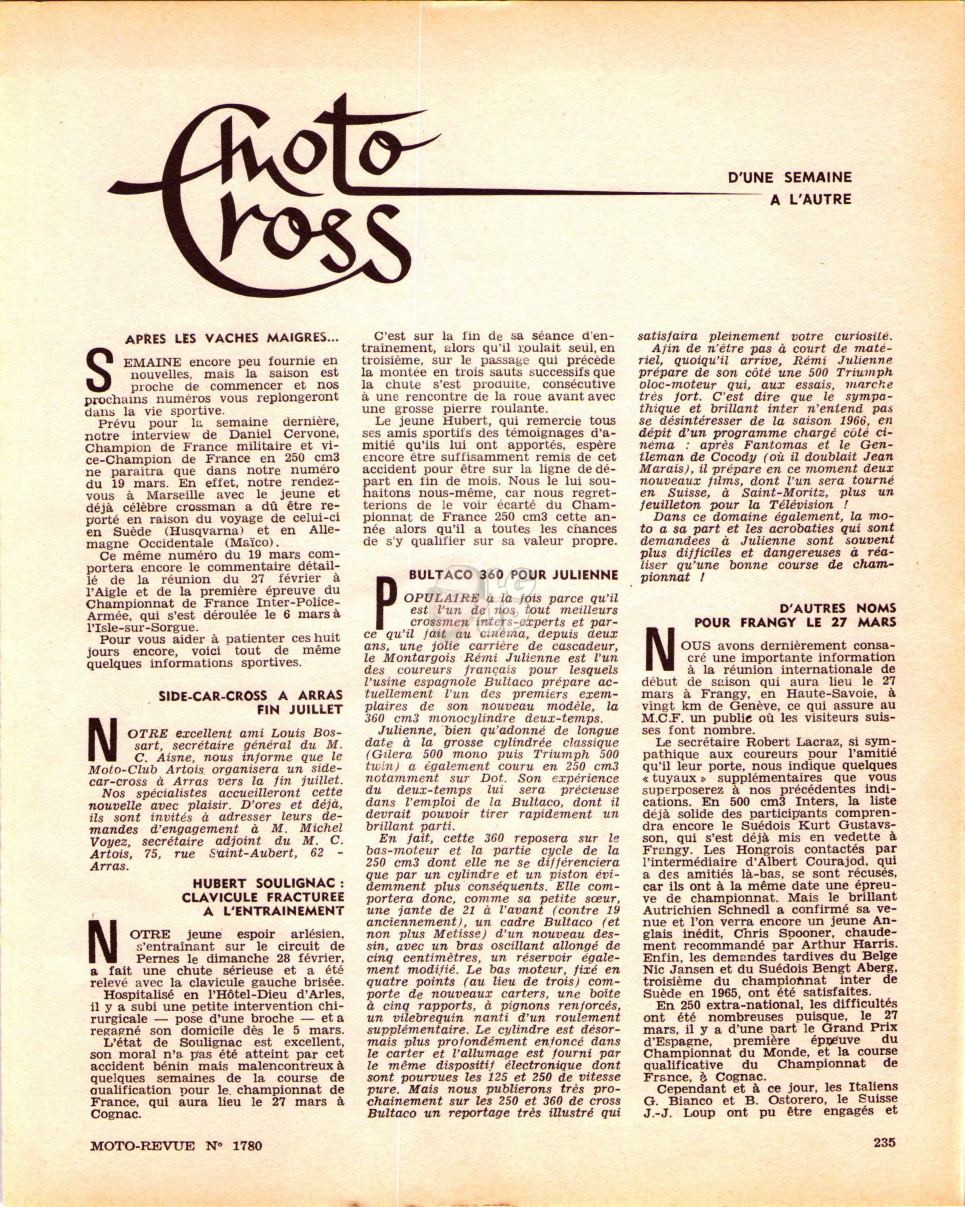 Moto
Cross
D'UNE SEMAINE
A L'AUTRE
APRES LES VACHES MAIGRES...
SEMAINE encore peu fournie en
nouvelles, mais la saison est
proche de commencer et nos
prochains numéros vous replongeront
dans la vie sportive.
Prévu pour la semaine dernière,
notre interview de Daniel Cervone,
Champion de France militaire et vi-
ce-Champion de France en 250 cm3
ne paraîtra que dans notre numéro
du 19 mars. En effet, notre rendez-
vous à Marseille avec le jeune et
déjà célèbre crossman a dû être re-
porté en raison du voyage de celui-ci
en Suède (Husqvarna) et en Alle-
magne Occidentale (Maïco).
Ce même numéro du 19 mars com-
portera encore le commentaire détail-
lé de la réunion du 27 février à
l'Aigle et de la première épreuve du
Championnat de France Inter-Police-
Armée, qui s'est déroulée le 6 mars à
l'Isle-sur-Sorgue.
Pour vous aider à patienter ces huit
jours encore, voici tout de même
quelques informations sportives.
SIDE-CAR-CROSS A ARRAS
FIN JUILLET
NOTRE excellent ami Louis Bos-
sart, secrétaire général du M.
C. Aisne, nous informe que le
Moto-Club Artois organisera un side-
car-cross à Arras vers la fin juillet.
Nos spécialistes accueilleront cette
nouvelle avec plaisir. D'ores et déjà,
ils sont invités à adresser leurs de-
mandes d'engagement à M. Michel
Voyez, secrétaire adjoint du M. C.
Artois, 75, rue Saint-Aubert, 62 -
Arras.
HUBERT SOULIGNAC :
CLAVICULE FRACTUREE
A L'ENTRAINEMENT
NOTRE jeune espoir arlésien,
s'entraînant sur le circuit de
Pernes le dimanche 28 février,
a fait une chute sérieuse et a été
relevé avec la clavicule gauche brisée.
Hospitalisé en l'Hôtel-Dieu d'Arles,
il y a subi une petite intervention chi-
rurgicale — pose d'une broche — et a
regagné son domicile dès le 5 mars.
L'état de Soulignac est excellent,
son moral n'a pas été atteint par cet
accident bénin mais malencontreux à
quelques semaines de la course de
qualification pour le championnat de
France, qui aura lieu le 27 mars à
Cognac.
C'est sur la fin de sa séance d'en-
trainement, alors qu'il roulait seul, en
troisième, sur le passage qui précède
la montée en trois sauts successifs que
la chute s'est produite, consécutive
à une rencontre de la roue avant avec
une grosse pierre roulante.
Le jeune Hubert, qui remercie tous
ses amis sportifs des témoignages d'a-
mitié qu'ils lui ont apportés, espère
encore être suffisamment remis de cet
accident pour être sur la ligne de dé-
part en fin de mois. Nous le lui sou-
haitons nous-même, car nous regret-
terions de le voir écarté du Cham-
pionnat de France 250 cm3 cette an-
née alors qu'il a toutes les chances
de s'y qualifier sur sa valeur propre.
BULTACO 360 POUR JULIENNE
POPULAIRE à la fois parce qu'il
est l'un de nos tout meilleurs
crossmen inters-experts et par-
ce qu'il fait au cinéma, depuis deux
ans, une jolie carrière de cascadeur,
le Montargois Rémi Julienne est l'un
des coureurs français pour lesquels
l'usine espagnole Bultaco prépare ac-
tuellement l'un des premiers exem-
plaires de son nouveau modèle, la
360 cm3 monocylindre deux-temps.
Julienne, bien qu'adonné de longue
date à la grosse cylindrée classique
(Gilera 500 mono puis Triumph 500
twin) a également couru en 250 cm3
notamment sur Dot. Son expérience
du deux-temps lui sera précieuse
dans l'emploi de la Bultaco, dont il
devrait pouvoir tirer rapidement un
brillant parti.
En fait, cette 360 reposera sur le
bas-moteur et la partie cycle de la
250 cm3 dont elle ne se différenciera
que par un cylindre et un piston évi-
demment plus conséquents. Elle com-
portera donc, comme sa petite sœur,
une jante de 21 à l'avant (contre 19
anciennement), un cadre Bultaco (et
non plus Metisse) d'un nouveau des-
sin, avec un bras oscillant allongé de
cinq centimètres, un réservoir égale-
ment modifié. Le bas moteur, fixé en
quatre points (au lieu de trois) com-
porte de nouveaux carters, une boîte
à cinq rapports, à pignons renforcés,
un vilebrequin nanti d'un roulement
supplémentaire. Le cylindre est désor-
mais plus profondément enfoncé dans
le carter et l'allumage est fourni par
le même dispositif électronique dont
sont pourvues les 125 et 250 de vitesse
pure. Mais nous publierons très pro-
chainement sur les 250 et 360 de cross
Bultaco un reportage très illustré qui
satisfaira pleinement votre curiosité.
Afin de n'être pas à court de maté-
riel, quoiqu'il arrive, Rémi Julienne
prépare de son côté une 500 Triumph
bloc-moteur qui, aux essais, marche
très fort. C'est dire que le sympa-
thique et brillant inter n'entend pas
se désintéresser de la saison 1966, en
dépit d'un programme chargé côté ci-
néma : après Fantomas et le Gen-
tleman de Cocody (où il doublait Jean
Marais), il prépare en ce moment deux
nouveaux films, dont l'un sera tourné
en Suisse, à Saint-Moritz, plus un
feuilleton pour la Télévision !
Dans ce domaine également, la mo-
to a sa part et les acrobaties qui sont
demandées à Julienne sont souvent
plus difficiles et dangereuses à réa-
liser qu'une bonne course de cham-
pionnat !
D'AUTRES NOMS
POUR FRANGY LE 27 MARS
NOUS avons dernièrement consa-
cré une importante information
à la réunion internationale de
début de saison qui aura lieu le 27
mars à Frangy, en Haute-Savoie, à
vingt km de Genève, ce qui assure au
M.C.F. un public où les visiteurs suis-
ses font nombre.
Le secrétaire Robert Lacraz, si sym-
pathique aux coureurs pour l'amitié
qu'il leur porte, nous indique quelques
« tuyaux » supplémentaires que vous
superposerez à nos précédentes indi-
cations. En 500 cm3 Inters, la liste
déjà solide des participants compren-
dra encore le Suédois Kurt Gustavs-
son, qui s'est déjà mis en vedette à
Frangy. Les Hongrois contactés par
l'intermédiaire d'Albert Courajod, qui
a des amitiés là-bas, se sont récusés,
car ils ont à la même date une épreu-
ve de championnat. Mais le brillant
Autrichien Schnedl a confirmé sa ve-
nue et l'on verra encore un jeune An-
glais inédit, Chris Spooner, chaude-
ment recommandé par Arthur Harris.
Enfin, les demandes tardives du Belge
Nic Jansen et du Suédois Bengt Aberg,
troisième du championnat inter de
Suède en 1965, ont été satisfaites.
En 250 extra-national, les difficultés
ont été nombreuses puisque, le 27
mars, il y a d'une part le Grand Prix
d'Espagne, première épreuve du
Championnat du Monde, et la course
qualificative du Championnat de
France, à Cognac.
Cependant et à ce jour, les Italiens
G. Bianco et B. Ostorero, le Suisse
J.-J. Loup ont pu être engagés et
MOTO-REVUE N° 1780
235